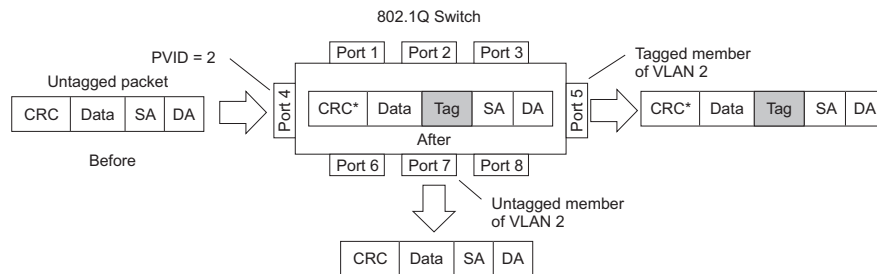 802.1Q Switch
PVID = 2
Port 1
Port 2
Port 3
Tagged member
of VLAN 2
Untagged packet
CRC
Data
SA
DA
Before
Port 4
CRC*
Data
Tag
SA
DA
After
Port 5
CRC*
Data
Tag
SA
DA
Port 6
Port 7
Port 8
Untagged member
of VLAN 2
CRC
Data
SA
DA